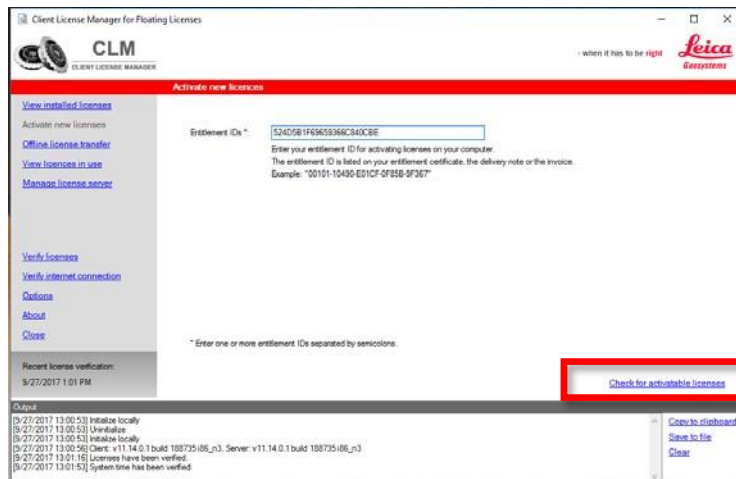 Client License Manager for Floating Licenses
CLM
CLIENT LICENSE MANAGER
- when it has to be right
Leica
Geosystems
Activate new licences
View installed licenses
Activate new licenses
Offline license transfer
View licences in use
Manage license server
Verify licenses
Verify internet connection
Options
About
Close
Recent license verification:
9/27/2017 1:01 PM
Entitlement IDs *:
524D5B1F69659366C840CBE
Enter your entitlement ID for activating licenses on your computer.
The entitlement ID is listed on your entitlement certificate, the delivery note or the invoice.
Example: "00101-10490-E01CF-0F85B-9F367"
* Enter one or more entitlement IDs separated by semicolons.
Check for activatable licenses
Output
[9/27/2017 13:00:53] Initialize locally
[9/27/2017 13:00:53] Uninitialize
[9/27/2017 13:00:53] Initialize locally
[9/27/2017 13:00:56] Client: v11.14.0.1 build 188735 i86_n3, Server: v11.14.0.1 build 188735 i86_n3
[9/27/2017 13:01:16] Licenses have been verified.
[9/27/2017 13:01:53] System time has been verified.
Copy to clipboard
Save to file
Clear